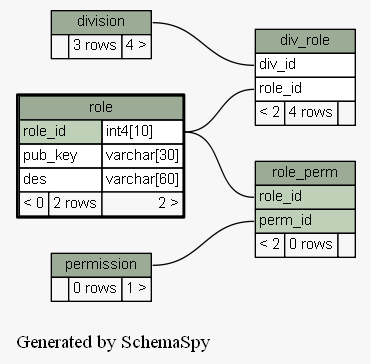 division
3 rows 4 >
div_role
div_id
role_id
< 2 4 rows
role
role_id int4[10]
pub_key varchar[30]
des varchar[60]
< 0 2 rows 2 >
role_perm
role_id
perm_id
< 2 0 rows
permission
0 rows 1 >
Generated by SchemaSpy